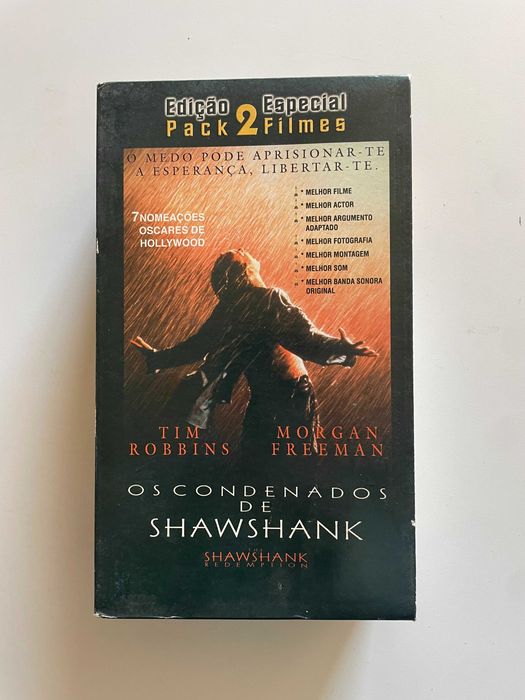 Edição Especial
Pack 2 Filmes
O MEDO PODE APRISIONAR-TE
A ESPERANÇA, LIBERTAR-TE.
7 NOMEAÇÕES
OSCARES DE
HOLLYWOOD
* MELHOR FILME
* MELHOR ACTOR
* MELHOR ARGUMENTO
ADAPTADO
* MELHOR FOTOGRAFIA
* MELHOR MONTAGEM
* MELHOR SOM
* MELHOR BANDA SONORA
ORIGINAL
TIM
ROBBINS
MORGAN
FREEMAN
OS CONDENADOS
DE
SHAWSHANK
THE
SHAWSHANK
REDEMPTION